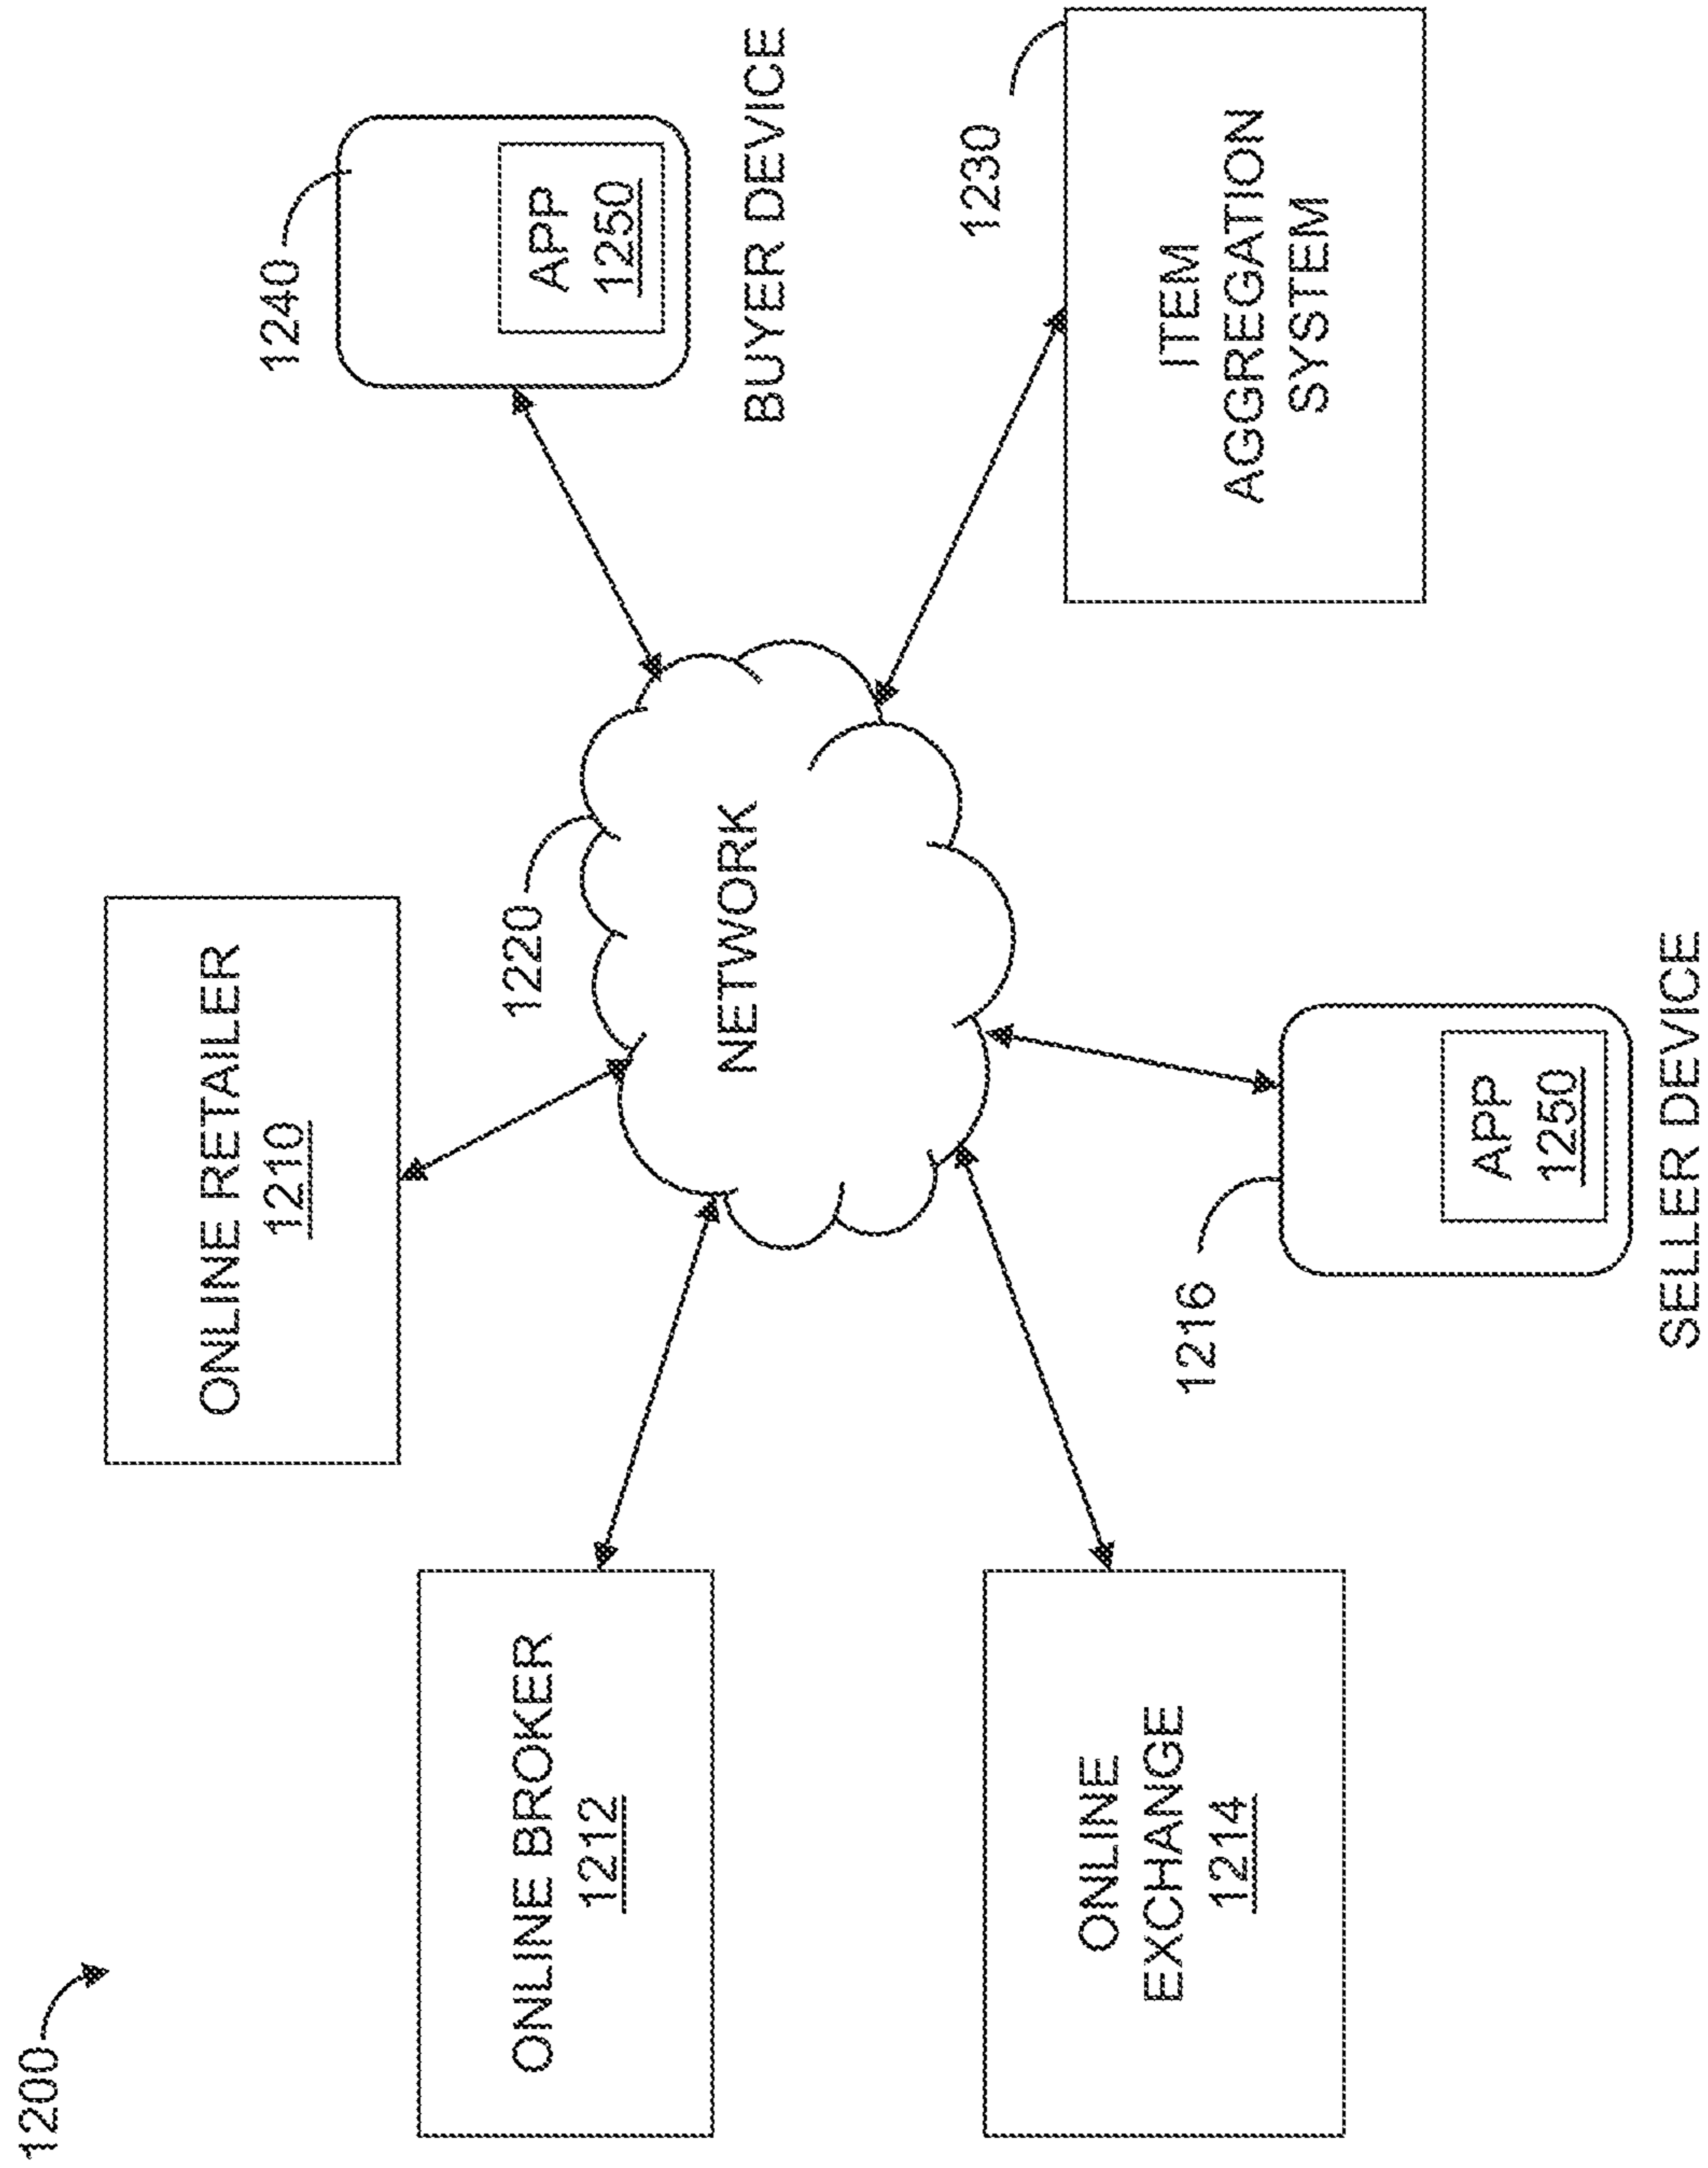 1200
ONLINE RETAILER
1210
1240
APP
1250
BUYER DEVICE
ONLINE BROKER
1212
1220
NETWORK
1230
ITEM
AGGREGATION
SYSTEM
ONLINE
EXCHANGE
1214
1216
APP
1250
SELLER DEVICE